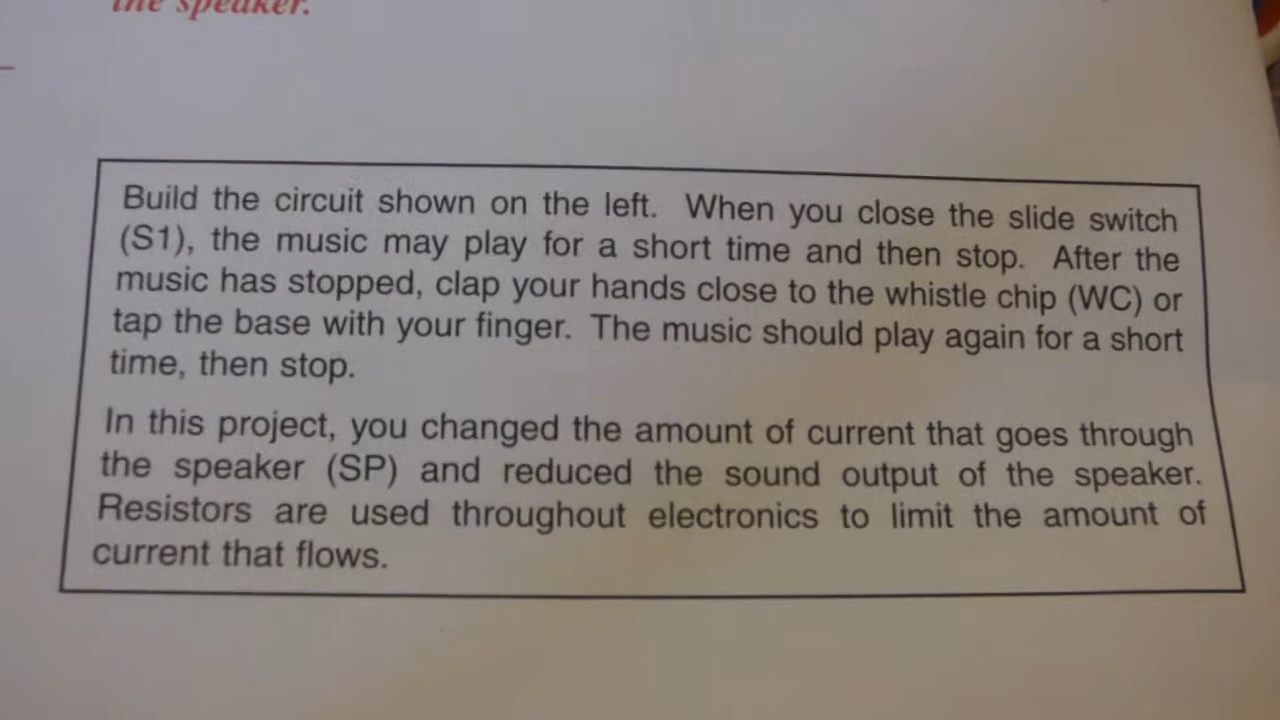 the speaker.
Build the circuit shown on the left. When you close the slide switch
(S1), the music may play for a short time and then stop. After the
music has stopped, clap your hands close to the whistle chip (WC) or
tap the base with your finger. The music should play again for a short
time, then stop.
In this project, you changed the amount of current that goes through
the speaker (SP) and reduced the sound output of the speaker.
Resistors are used throughout electronics to limit the amount of
current that flows.